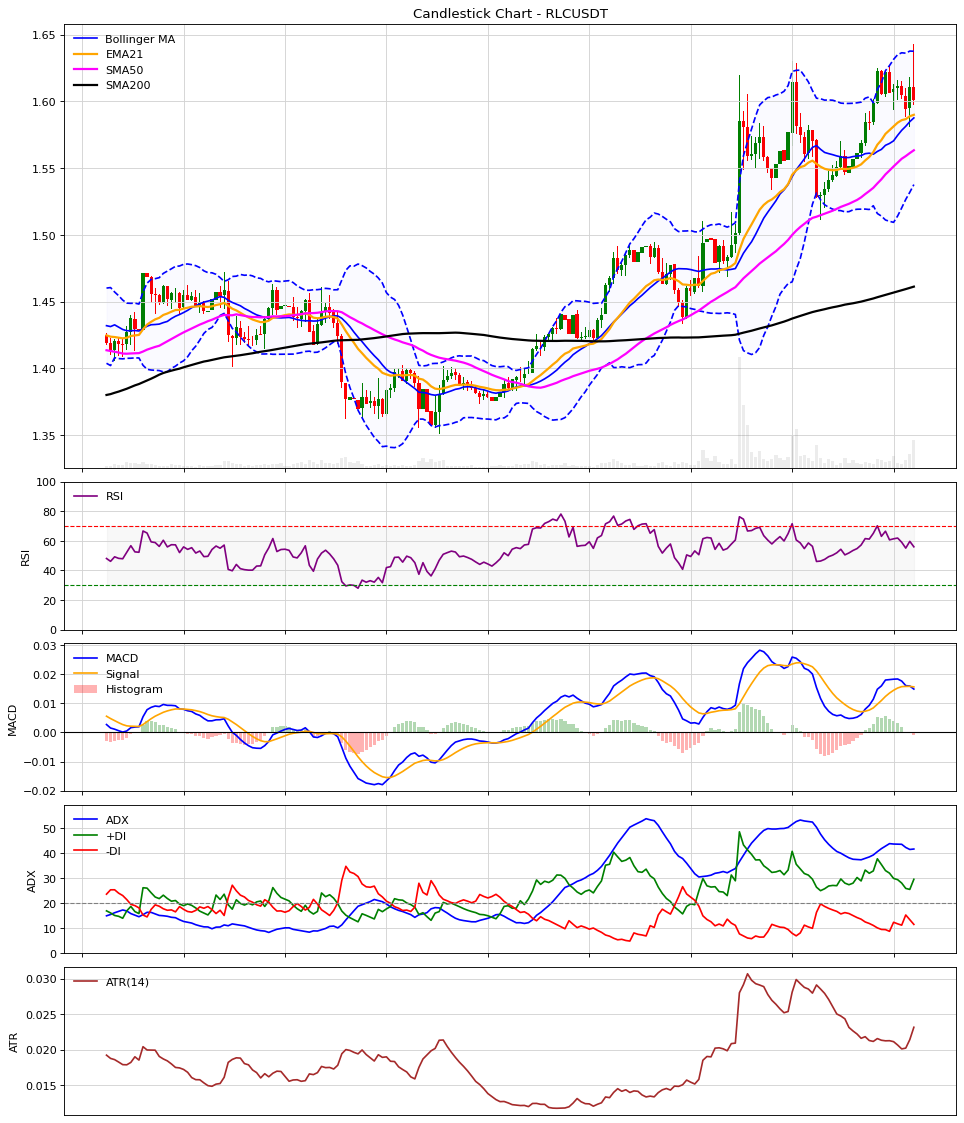 Candlestick Chart - RLCUSDT
1.65
1.60
1.55
1.50
1.45
1.40
1.35
Bollinger MA
EMA21
SMA50
SMA200
RSI
100
80
60
40
20
0
RSI
MACD
0.03
0.02
0.01
0.00
−0.01
−0.02
MACD
Signal
Histogram
ADX
50
40
30
20
10
0
ADX
+DI
-DI
ATR
0.030
0.025
0.020
0.015
ATR(14)